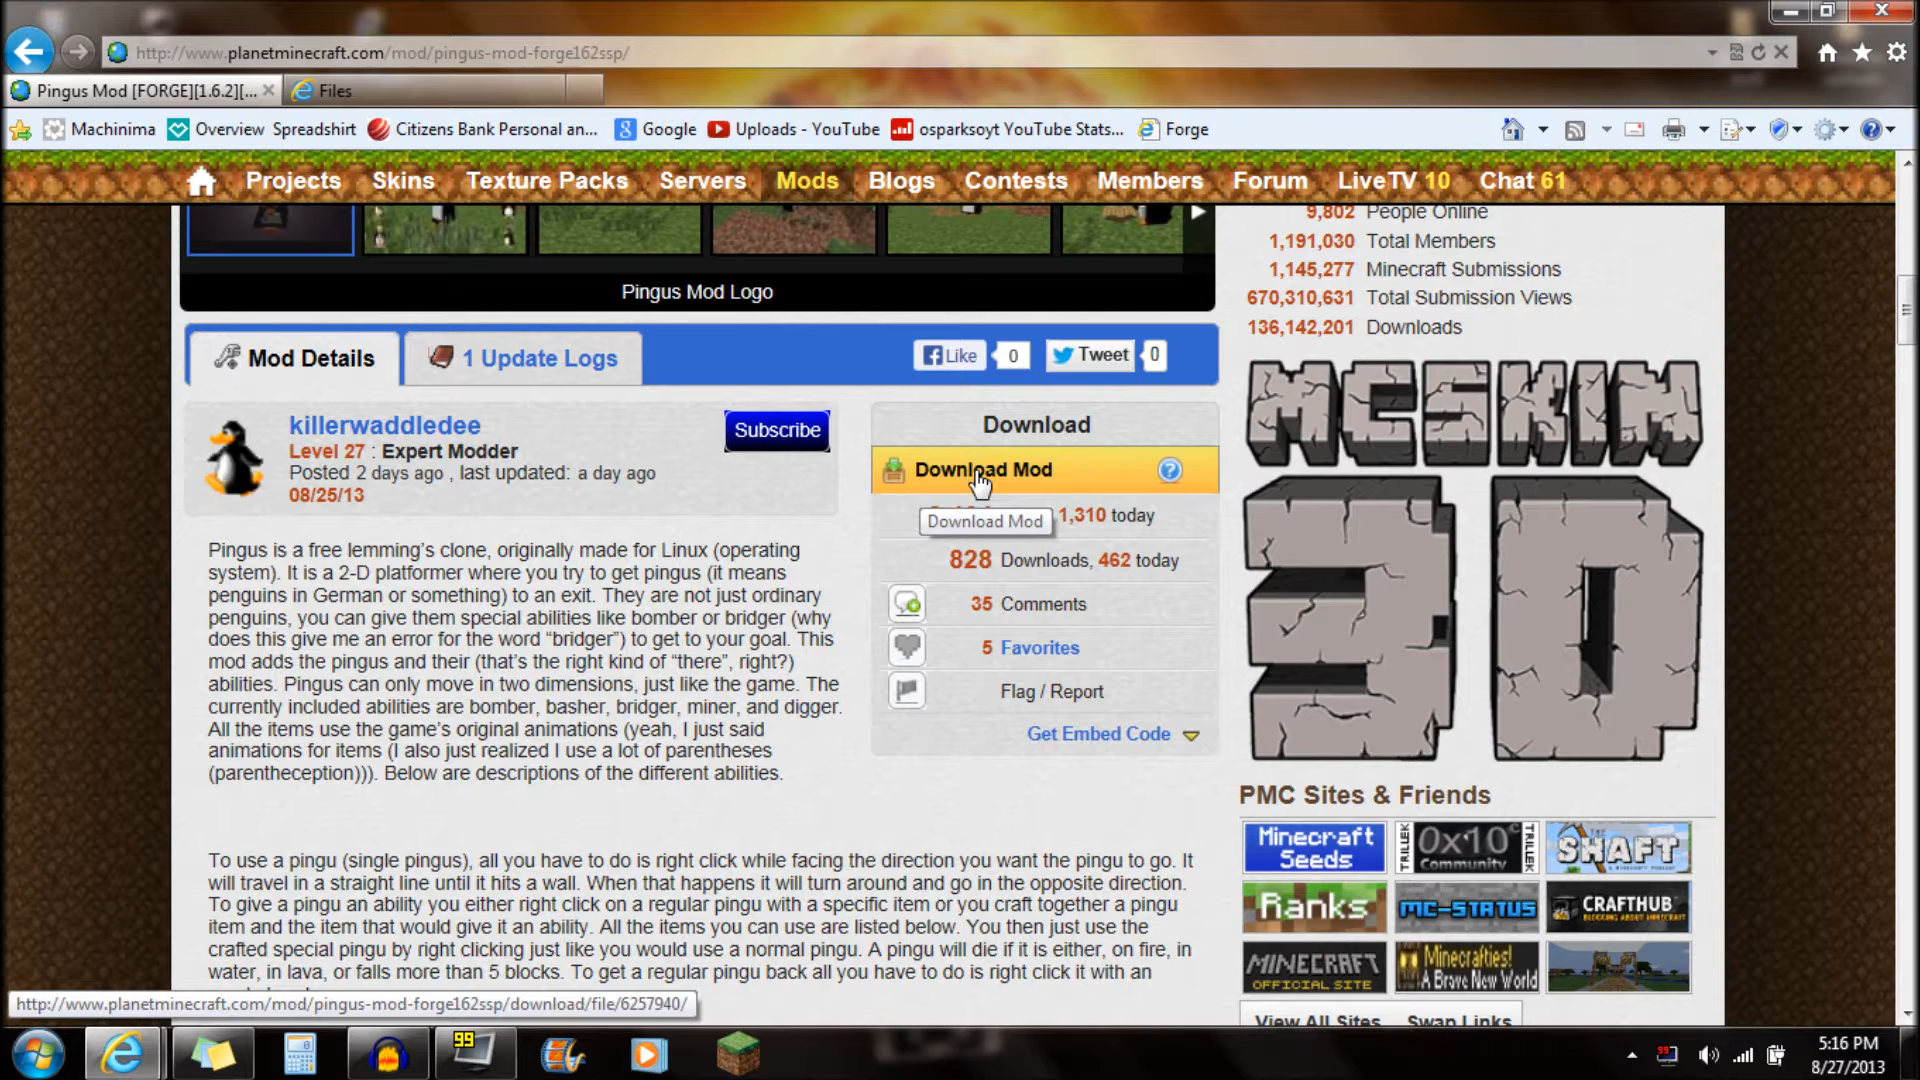 http://www.planetminecraft.com/mod/pingus-mod-forge162ssp/
Pingus Mod [FORGE][1.6.2][...
Files
Machinima
Overview Spreadshirt
Citizens Bank Personal an...
Google
Uploads - YouTube
osparksoyt YouTube Stats...
Forge
Projects
Skins
Texture Packs
Servers
Mods
Blogs
Contests
Members
Forum
LiveTV 10
Chat 61
Pingus Mod Logo
Mod Details
1 Update Logs
Like
0
Tweet
0
killerwaddledee
Level 27 : Expert Modder
Posted 2 days ago , last updated: a day ago
08/25/13
Subscribe
Pingus is a free lemming's clone, originally made for Linux (operating
system). It is a 2-D platformer where you try to get pingus (it means
penguins in German or something) to an exit. They are not just ordinary
penguins, you can give them special abilities like bomber or bridger (why
does this give me an error for the word "bridger") to get to your goal. This
mod adds the pingus and their (that's the right kind of "there", right?)
abilities. Pingus can only move in two dimensions, just like the game. The
currently included abilities are bomber, basher, bridger, miner, and digger.
All the items use the game's original animations (yeah, I just said
animations for items (I also just realized I use a lot of parentheses
(parentheception))). Below are descriptions of the different abilities.
Download
Download Mod
Download Mod
1,310 today
828 Downloads, 462 today
35 Comments
5 Favorites
Flag / Report
Get Embed Code
To use a pingu (single pingus), all you have to do is right click while facing the direction you want the pingu to go. It
will travel in a straight line until it hits a wall. When that happens it will turn around and go in the opposite direction.
To give a pingu an ability you either right click on a regular pingu with a specific item or you craft together a pingu
item and the item that would give it an ability. All the items you can use are listed below. You then just use the
crafted special pingu by right clicking just like you would use a normal pingu. A pingu will die if it is either, on fire, in
water, in lava, or falls more than 5 blocks. To get a regular pingu back all you have to do is right click it with an
9,802 People Online
1,191,030 Total Members
1,145,277 Minecraft Submissions
670,310,631 Total Submission Views
136,142,201 Downloads
MCSKIN
3D
PMC Sites & Friends
Minecraft Seeds
TRILLEK 0x10c Community TRILLEK
THE SHAFT
Ranks
MC-STATUS
CRAFTHUB
BLOGGING ABOUT MINECRAFT
MINECRAFT
OFFICIAL SITE
Minecrafties!
A Brave New World
View All Sites
Swap Links
http://www.planetminecraft.com/mod/pingus-mod-forge162ssp/download/file/6257940/
99
99
5:16 PM
8/27/2013